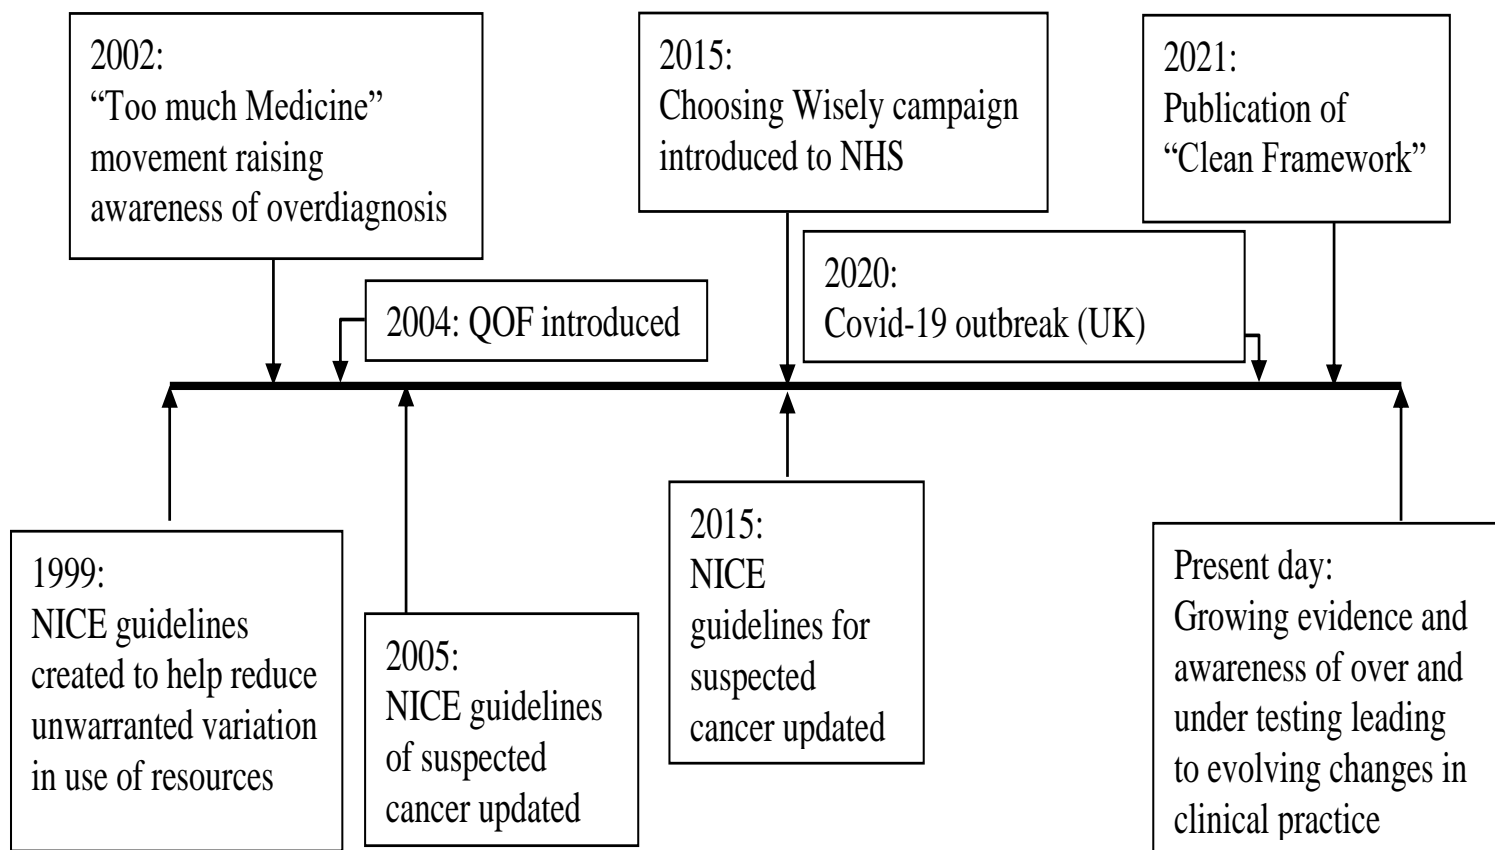 2002:
“Too much Medicine”
movement raising
awareness of overdiagnosis
2015:
Choosing Wisely campaign
introduced to NHS
2021:
Publication of
“Clean Framework”
2004: QOF introduced
2020:
Covid-19 outbreak (UK)
1999:
NICE guidelines
created to help reduce
unwarranted variation
in use of resources
2005:
NICE guidelines
of suspected
cancer updated
2015:
NICE
guidelines for
suspected
cancer updated
Present day:
Growing evidence and
awareness of over and
under testing leading
to evolving changes in
clinical practice